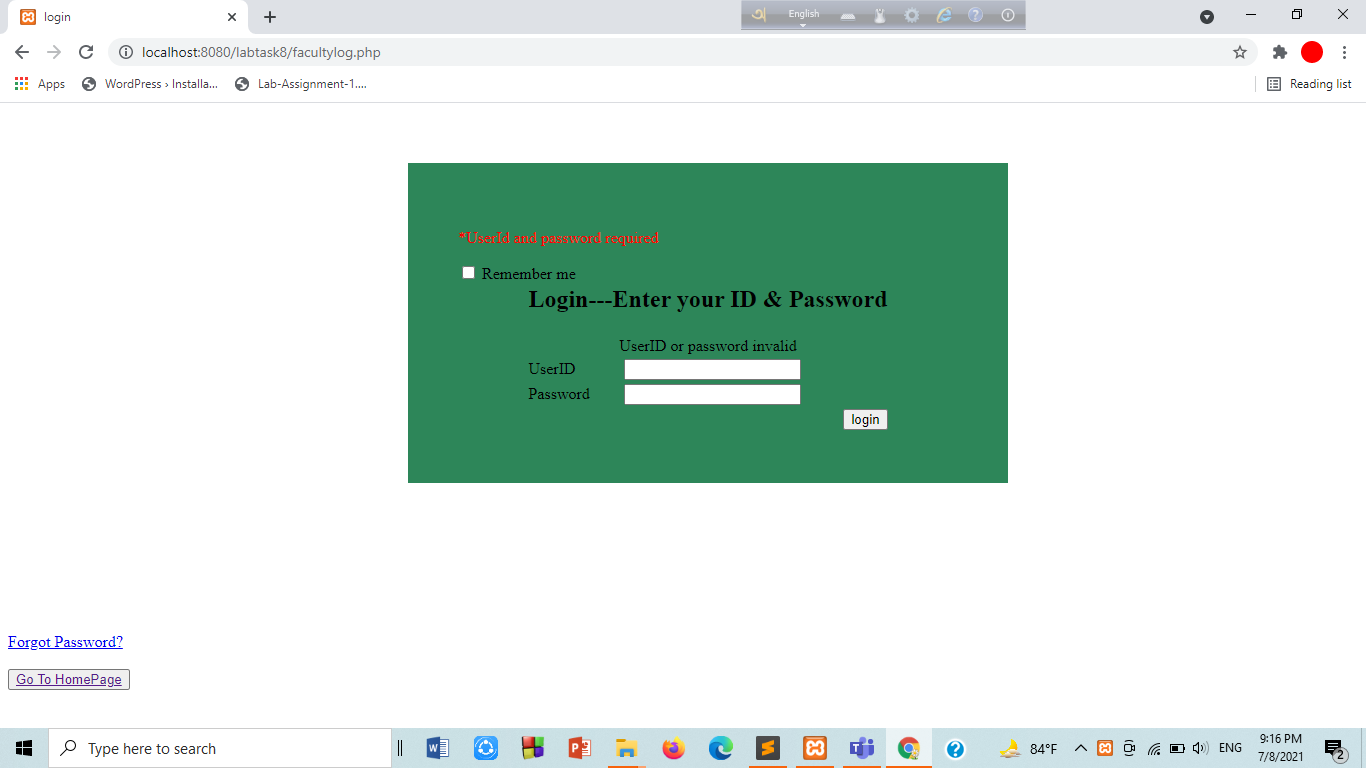 login
English
localhost:8080/labtask8/facultylog.php
Apps
WordPress › Installa...
Lab-Assignment-1....
Reading list
*UserId and password required
Remember me
Login---Enter your ID & Password
UserID or password invalid
UserID
Password
login
Forgot Password?
Go To HomePage
Type here to search
84°F
ENG
9:16 PM
7/8/2021
2